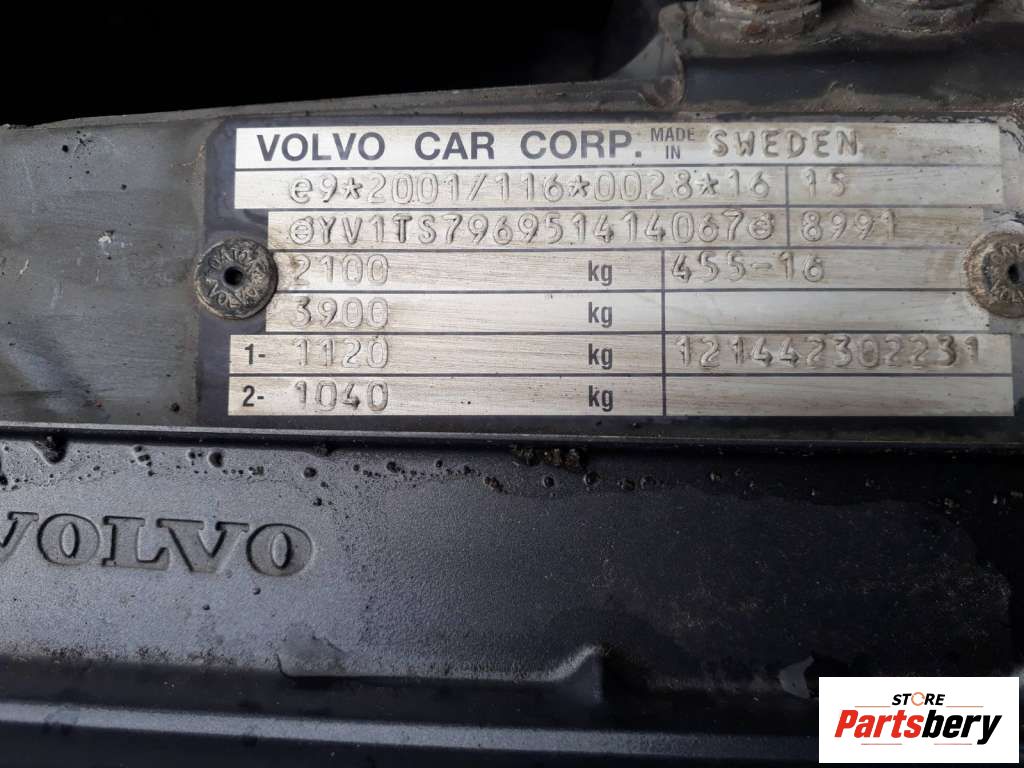 VOLVO CAR CORP. MADE IN SWEDEN
e9*2001/116*0028*16 15
YV1TS796951414067 8991
2100 kg 455-16
3900 kg
1- 1120 kg 121442302231
2- 1040 kg
VOLVO
STORE
Partsbery